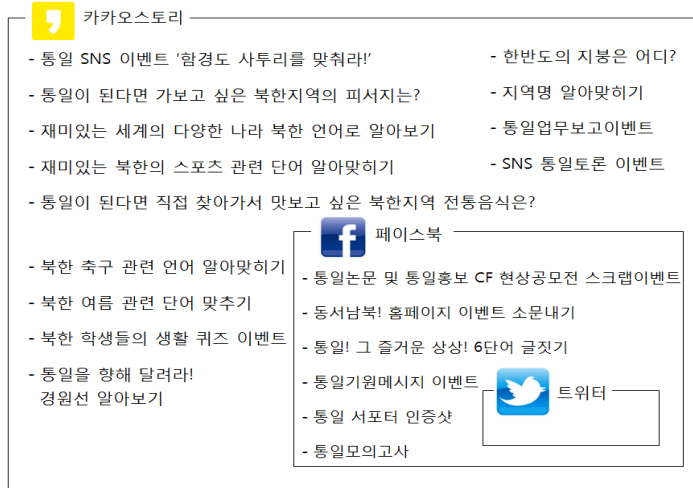 카카오스토리
- 통일 SNS 이벤트 '함경도 사투리를 맞춰라!'
- 통일이 된다면 가보고 싶은 북한지역의 피서지는?
- 재미있는 세계의 다양한 나라 북한 언어로 알아보기
- 재미있는 북한의 스포츠 관련 단어 알아맞히기
- 통일이 된다면 직접 찾아가서 맛보고 싶은 북한지역 전통음식은?
- 한반도의 지붕은 어디?
- 지역명 알아맞히기
- 통일업무보고이벤트
- SNS 통일토론 이벤트
- 북한 축구 관련 언어 알아맞히기
- 북한 여름 관련 단어 맞추기
- 북한 학생들의 생활 퀴즈 이벤트
- 통일을 향해 달려라!
경원선 알아보기
페이스북
- 통일논문 및 통일홍보 CF 현상공모전 스크랩이벤트
- 동서남북! 홈페이지 이벤트 소문내기
- 통일! 그 즐거운 상상! 6단어 글짓기
- 통일기원메시지 이벤트
- 통일 서포터 인증샷
- 통일모의고사
트위터